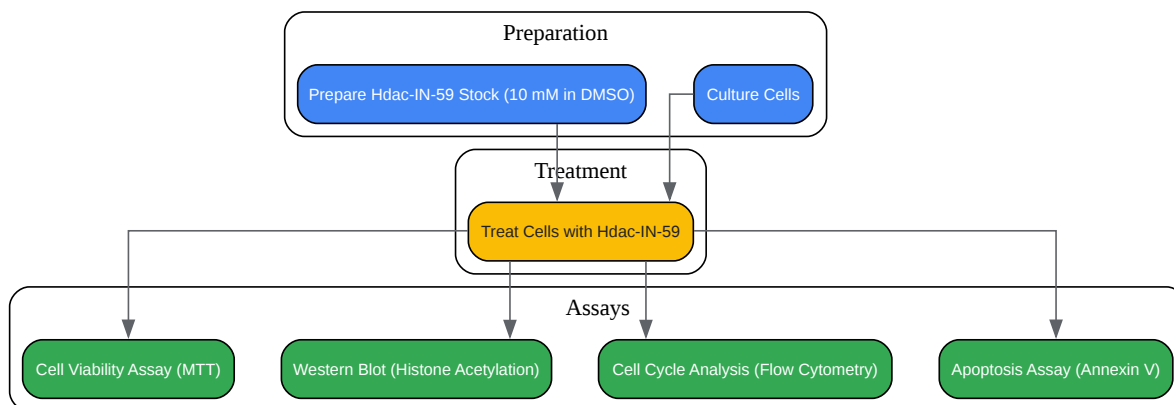 Preparation
Prepare Hdac-IN-59 Stock (10 mM in DMSO)
Culture Cells
Treatment
Treat Cells with Hdac-IN-59
Assays
Cell Viability Assay (MTT)
Western Blot (Histone Acetylation)
Cell Cycle Analysis (Flow Cytometry)
Apoptosis Assay (Annexin V)